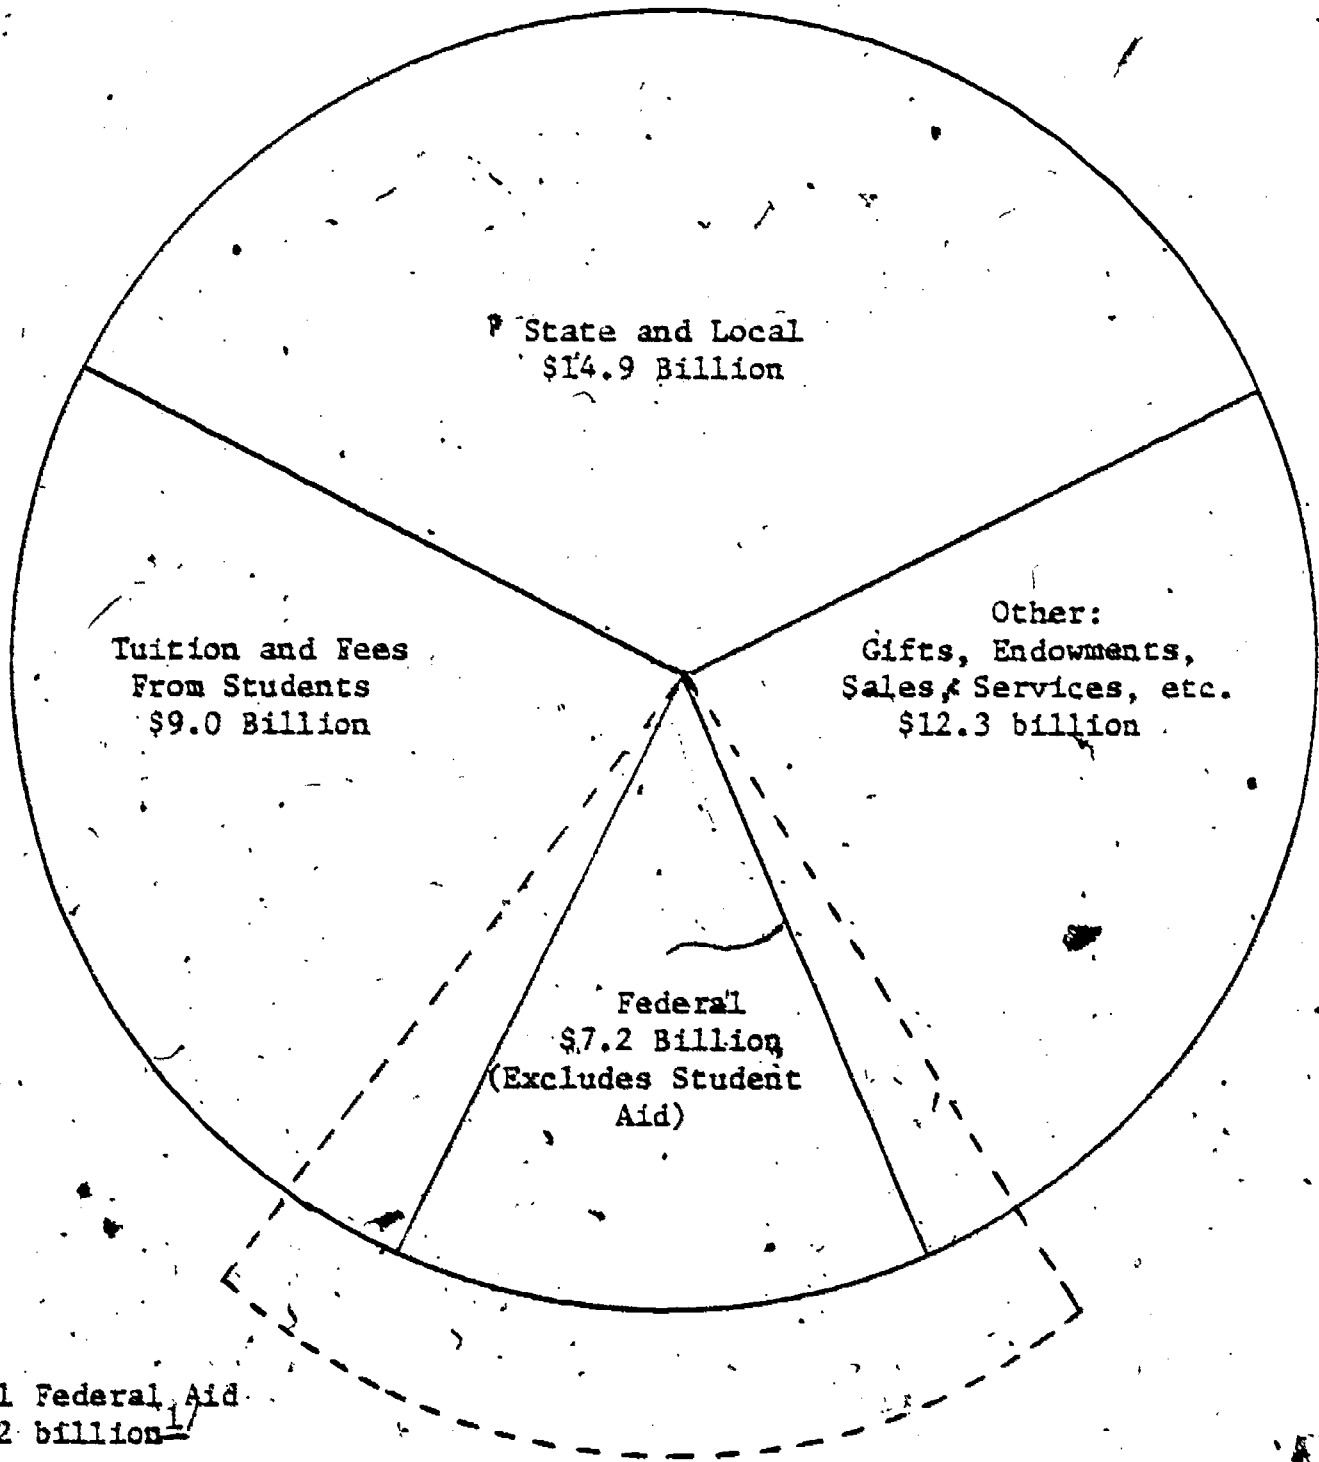 State and Local
$14.9 Billion
Other:
Gifts, Endowments,
Sales, Services, etc.
$12.3 billion
Tuition and Fees
From Students
$9.0 Billion
Federal
$7.2 Billion
(Excludes Student
Aid)
Federal Aid
billion 1/